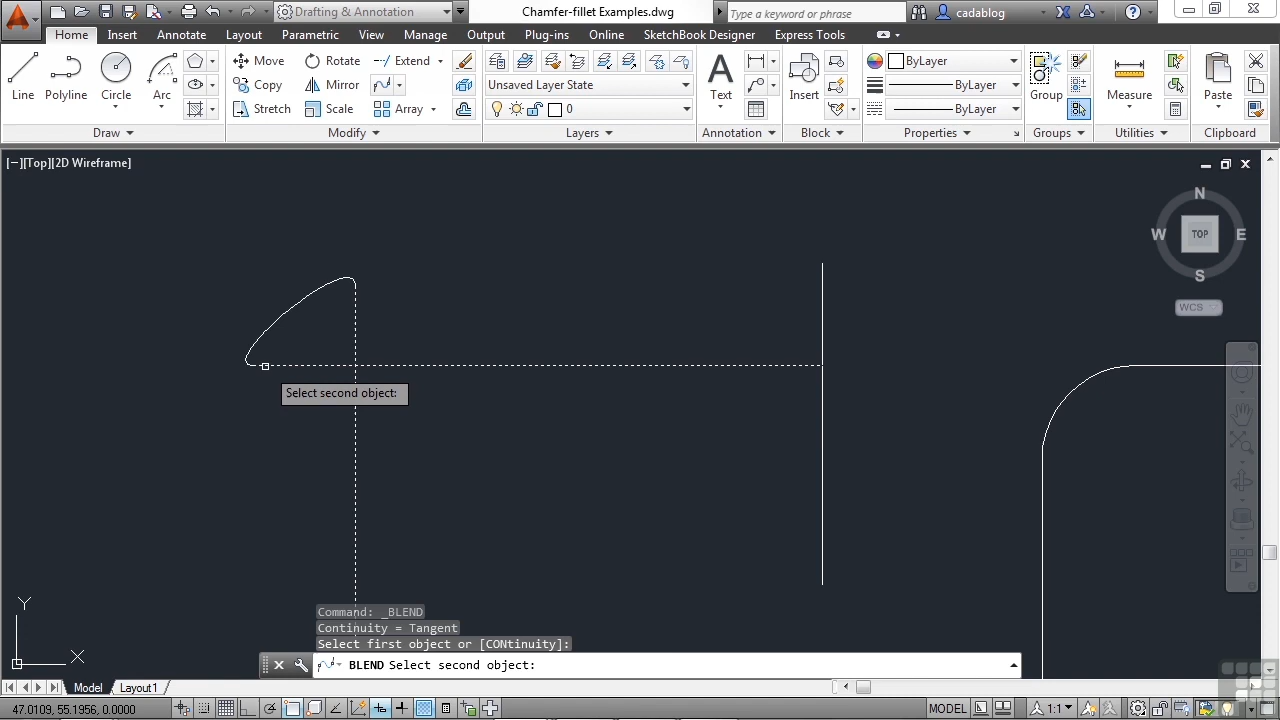 Drafting & Annotation
Chamfer-fillet Examples.dwg
Type a keyword or phrase
cadablog
Home
Insert
Annotate
Layout
Parametric
View
Manage
Output
Plug-ins
Online
SketchBook Designer
Express Tools
Line
Polyline
Circle
Arc
Draw
Move
Rotate
Extend
Copy
Mirror
Stretch
Scale
Array
Modify
Unsaved Layer State
0
Layers
Text
Annotation
Insert
Block
ByLayer
ByLayer
ByLayer
Properties
Group
Groups
Measure
Utilities
Paste
Clipboard
[−][Top][2D Wireframe]
N
W
TOP
E
S
WCS
Select second object:
Y
X
Command: _BLEND
Continuity = Tangent
Select first object or [CONtinuity]:
BLEND Select second object:
Model
Layout1
47.0109, 55.1956, 0.0000
MODEL
1:1